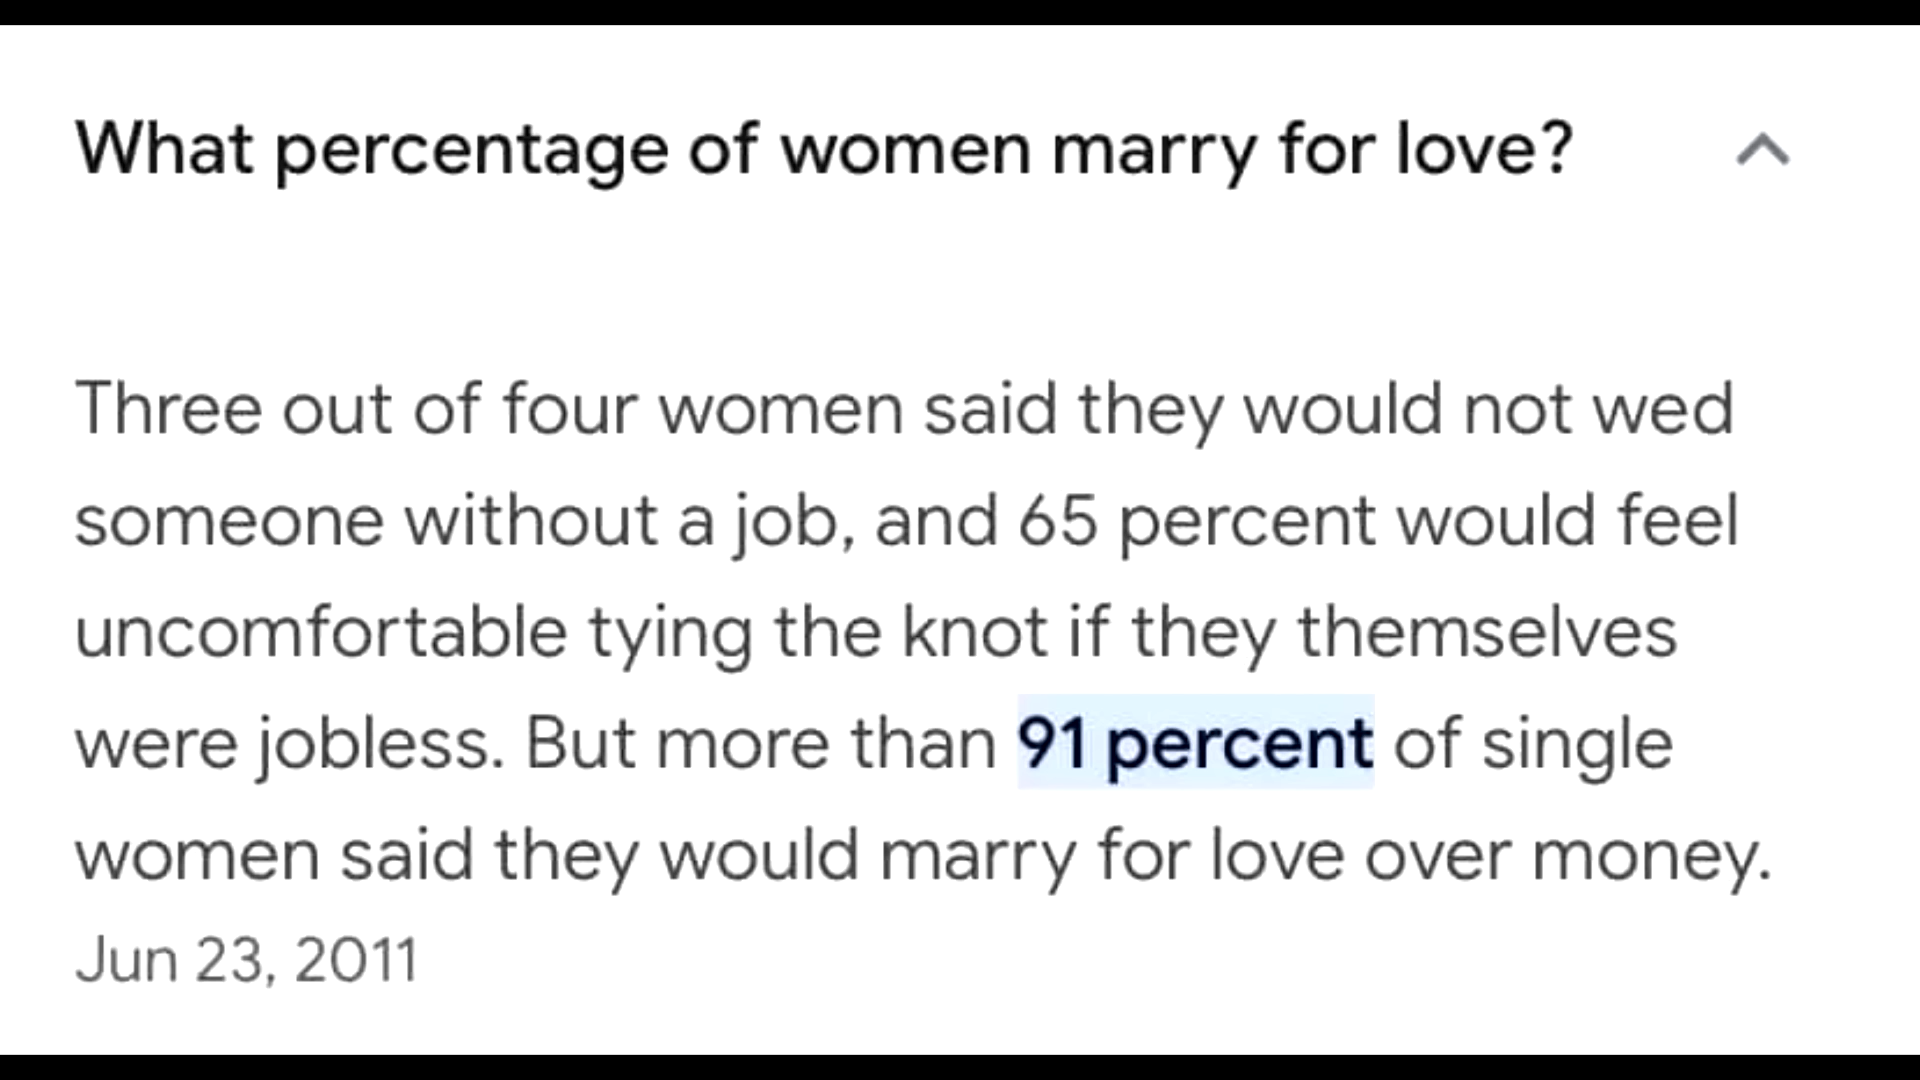 What percentage of women marry for love?
Three out of four women said they would not wed
someone without a job, and 65 percent would feel
uncomfortable tying the knot if they themselves
were jobless. But more than 91 percent of single
women said they would marry for love over money.
Jun 23, 2011